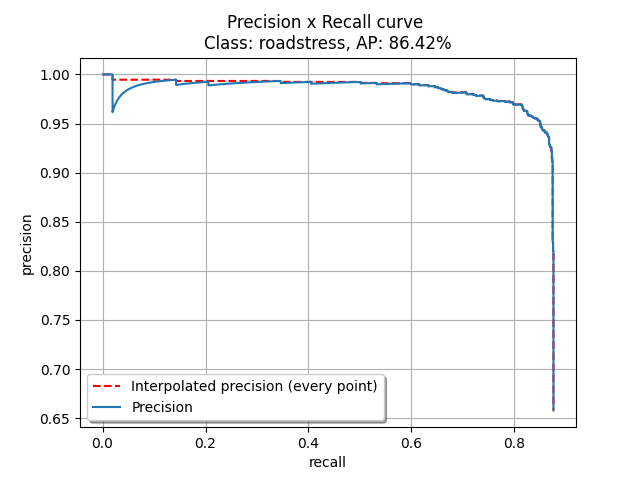 Precision x Recall curve
Class: roadstress, AP: 86.42%
1.00
0.95
0.90
0.85
0.80
0.75
0.70
0.65
precision
Interpolated precision (every point)
Precision
0.0 0.2 0.4 0.6 0.8
recall